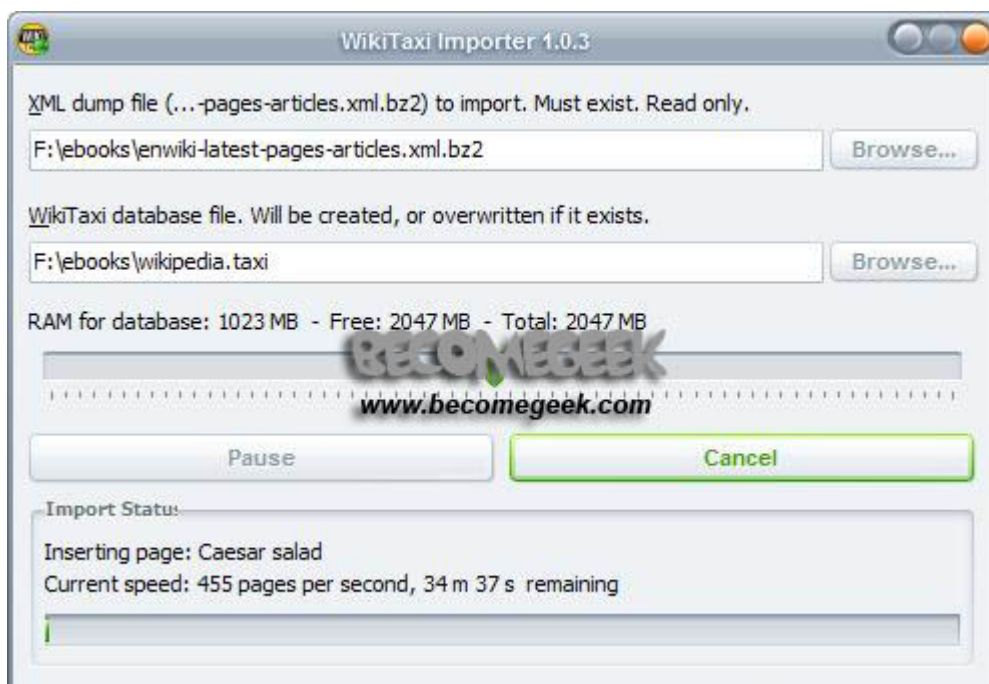 WikiTaxi Importer 1.0.3
XML dump file (...-pages-articles.xml.bz2) to import. Must exist. Read only.
F:\ebooks\enwiki-latest-pages-articles.xml.bz2
Browse...
WikiTaxi database file. Will be created, or overwritten if it exists.
F:\ebooks\wikipedia.taxi
Browse...
RAM for database: 1023 MB - Free: 2047 MB - Total: 2047 MB
BECOMEGEEK
www.becomegeek.com
Pause
Cancel
Import Status
Inserting page: Caesar salad
Current speed: 455 pages per second, 34 m 37 s remaining